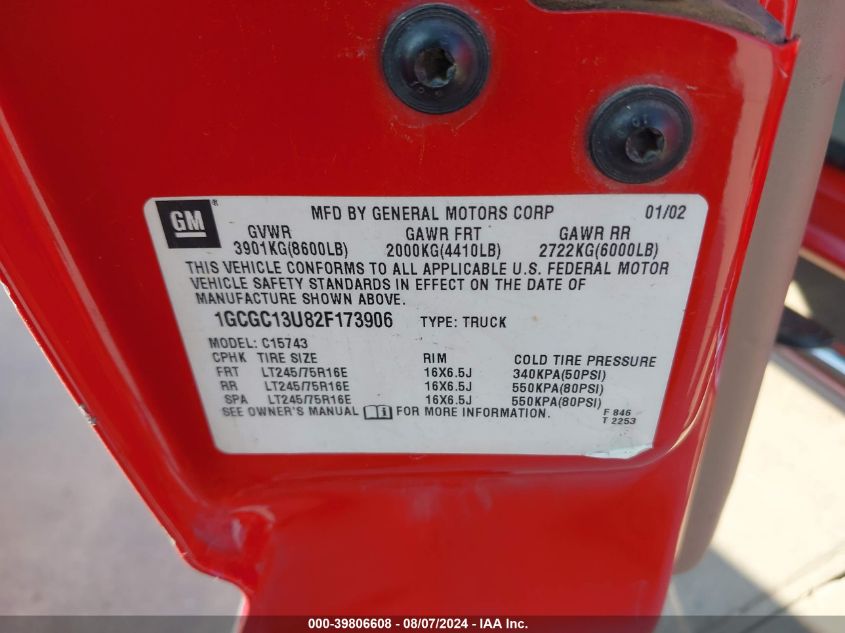 GM® MFD BY GENERAL MOTORS CORP 01/02
GVWR GAWR FRT GAWR RR
3901KG(8600LB) 2000KG(4410LB) 2722KG(6000LB)
THIS VEHICLE CONFORMS TO ALL APPLICABLE U.S. FEDERAL MOTOR
VEHICLE SAFETY STANDARDS IN EFFECT ON THE DATE OF
MANUFACTURE SHOWN ABOVE.
1GCGC13U82F173906 TYPE: TRUCK
MODEL: C15743
CPHK TIRE SIZE RIM COLD TIRE PRESSURE
FRT LT245/75R16E 16X6.5J 340KPA(50PSI)
RR LT245/75R16E 16X6.5J 550KPA(80PSI)
SPA LT245/75R16E 16X6.5J 550KPA(80PSI)
SEE OWNER'S MANUAL i FOR MORE INFORMATION. F 846
T 2253
000-39806608 - 08/07/2024 - IAA Inc.